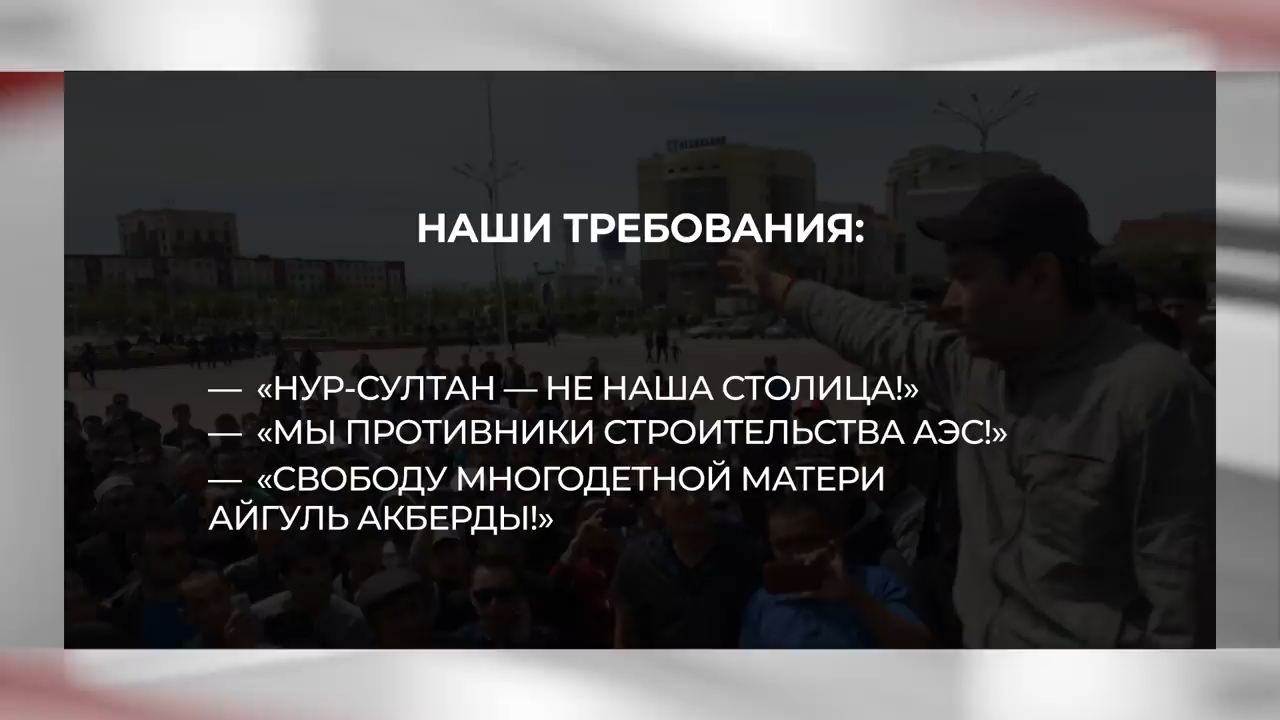 НАШИ ТРЕБОВАНИЯ:
— «НУР-СУЛТАН — НЕ НАША СТОЛИЦА!»
— «МЫ ПРОТИВНИКИ СТРОИТЕЛЬСТВА АЭС!»
— «СВОБОДУ МНОГОДЕТНОЙ МАТЕРИ
АЙГУЛЬ АКБЕРДЫ!»